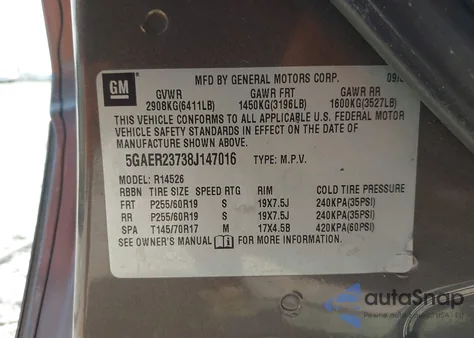 GM
MFD BY GENERAL MOTORS CORP. 09/
GVWR GAWR FRT GAWR RR
2908KG(6411LB) 1450KG(3196LB) 1600KG(3527LB)
THIS VEHICLE CONFORMS TO ALL APPLICABLE U.S. FEDERAL MOTOR
VEHICLE SAFETY STANDARDS IN EFFECT ON THE DATE OF
MANUFACTURE SHOWN ABOVE.
5GAER23738J147016 TYPE: M.P.V.
MODEL: R14526
RBBN TIRE SIZE SPEED RTG RIM COLD TIRE PRESSURE
FRT P255/60R19 S 19X7.5J 240KPA(35PSI)
RR P255/60R19 S 19X7.5J 240KPA(35PSI)
SPA T145/70R17 M 17X4.5B 420KPA(60PSI)
SEE OWNER'S MANUAL FOR MORE INFORMATION.
autoSnap